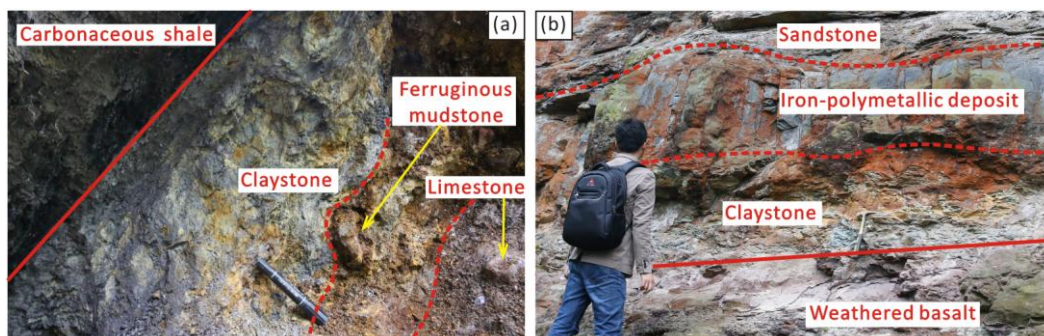 Carbonaceous shale
(a)
Ferruginous
mudstone
Claystone
Limestone
(b)
Sandstone
Iron-polymetallic deposit
Claystone
Weathered basalt